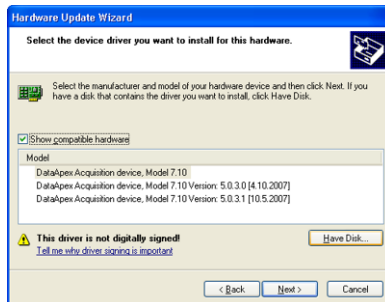 Hardware Update Wizard
Select the device driver you want to install for this hardware.
Select the manufacturer and model of your hardware device and then click Next. If you
have a disk that contains the driver you want to install, click Have Disk.
Show compatible hardware
Model
DataApex Acquisition device, Model 7.10
DataApex Acquisition device, Model 7.10 Version: 5.0.3.0 [4.10.2007]
DataApex Acquisition device, Model 7.10 Version: 5.0.3.1 [10.5.2007]
This driver is not digitally signed!
Have Disk...
Tell me why driver signing is important
< Back
Next >
Cancel